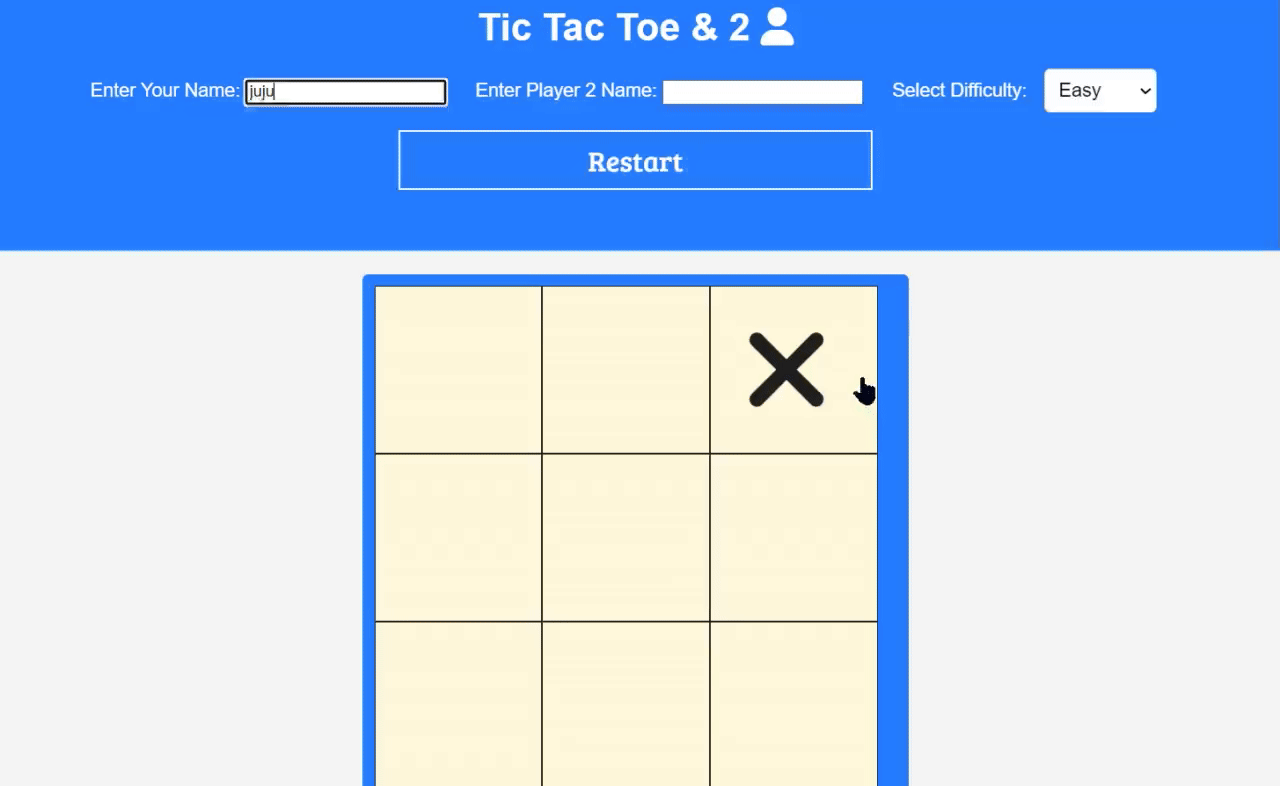 Tic Tac Toe & 2
Enter Your Name: juju Enter Player 2 Name: Select Difficulty: Easy
Restart